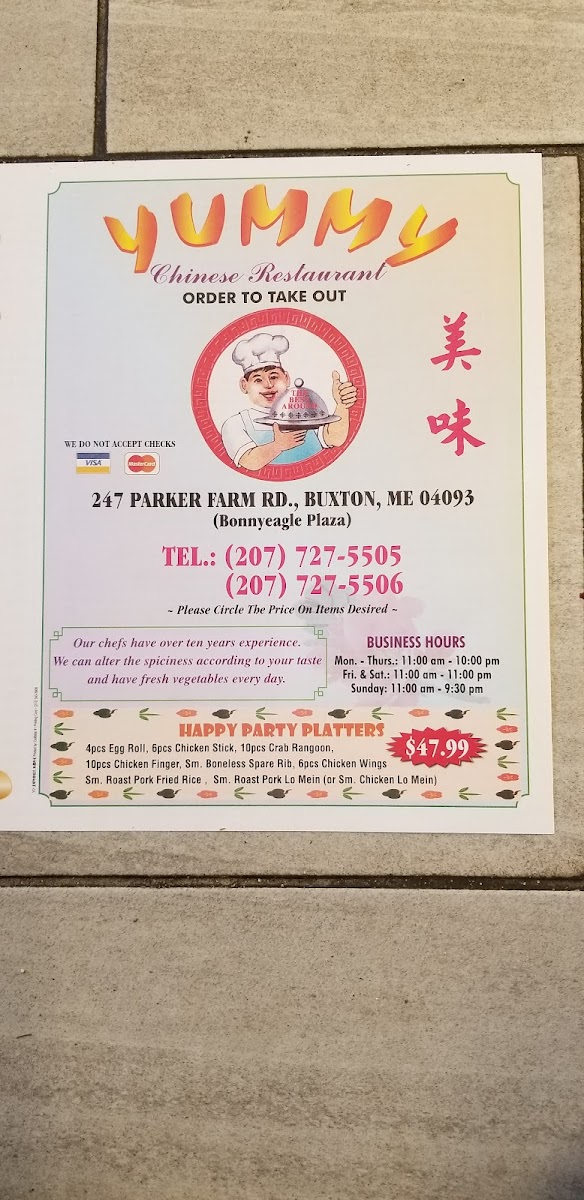 YUMMY
Chinese Restaurant
ORDER TO TAKE OUT
美
味
THE
BEST
AROUND
WE DO NOT ACCEPT CHECKS
VISA
MasterCard
247 PARKER FARM RD., BUXTON, ME 04093
(Bonnyeagle Plaza)
TEL.: (207) 727-5505
(207) 727-5506
~ Please Circle The Price On Items Desired ~
Our chefs have over ten years experience.
We can alter the spiciness according to your taste
and have fresh vegetables every day.
BUSINESS HOURS
Mon. - Thurs.: 11:00 am - 10:00 pm
Fri. & Sat.: 11:00 am - 11:00 pm
Sunday: 11:00 am - 9:30 pm
HAPPY PARTY PLATTERS
$47.99
4pcs Egg Roll, 6pcs Chicken Stick, 10pcs Crab Rangoon,
10pcs Chicken Finger, Sm. Boneless Spare Rib, 6pcs Chicken Wings
Sm. Roast Pork Fried Rice , Sm. Roast Pork Lo Mein (or Sm. Chicken Lo Mein)